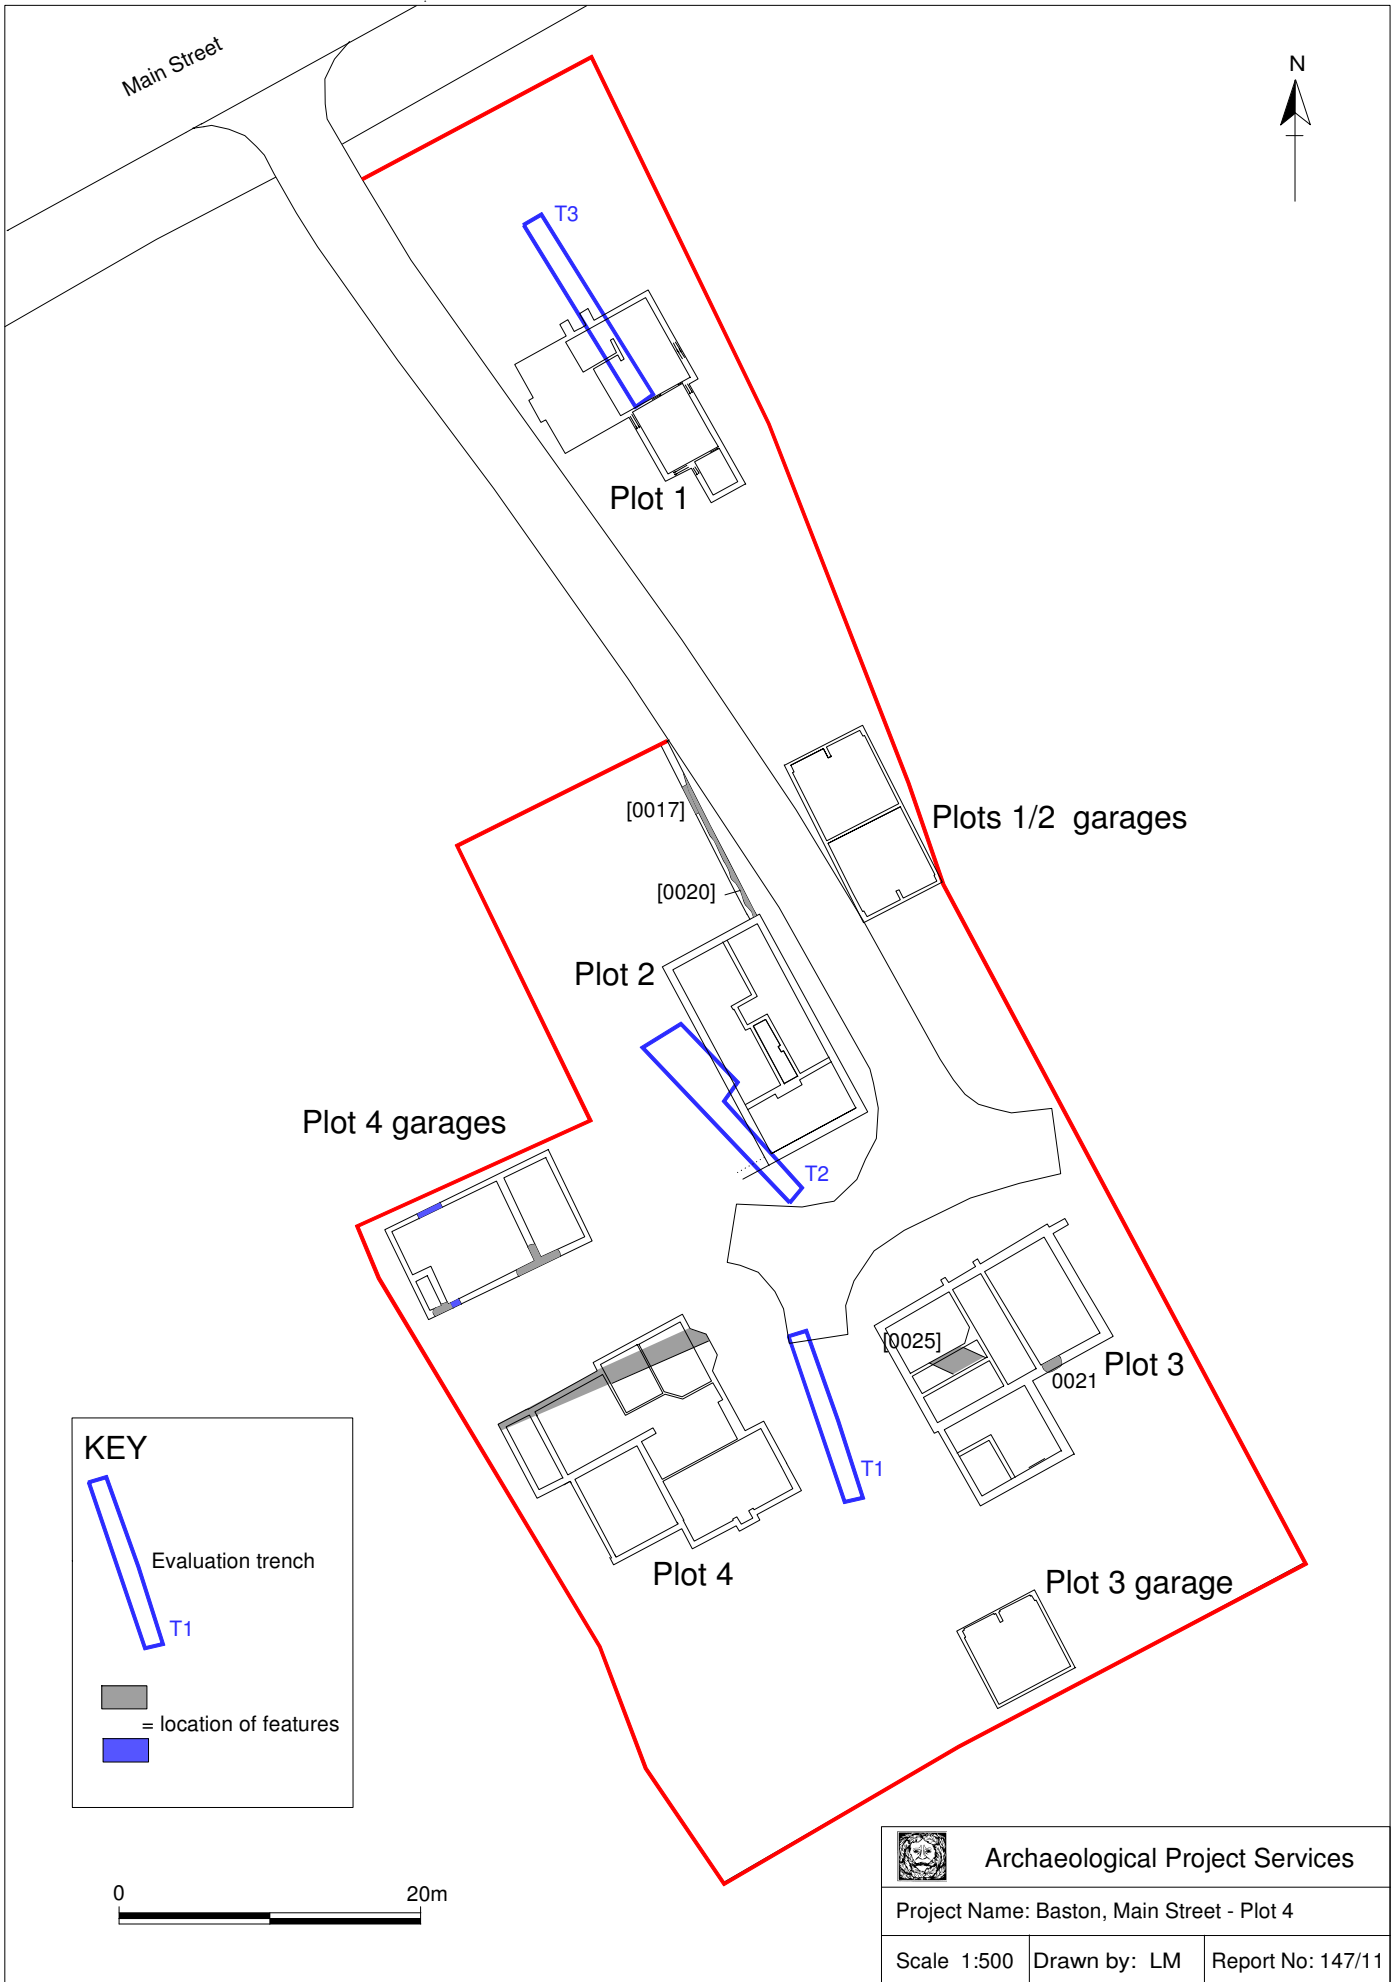 Main Street
N
T3
Plot 1
[0017]
Plots 1/2 garages
[0020]
Plot 2
Plot 4 garages
T2
[0025]
Plot 3
0021
T1
Plot 4
Plot 3 garage
KEY
Evaluation trench
T1
= location of features
0 20m
Archaeological Project Services
Project Name: Baston, Main Street - Plot 4
Scale 1:500 Drawn by: LM Report No: 147/11